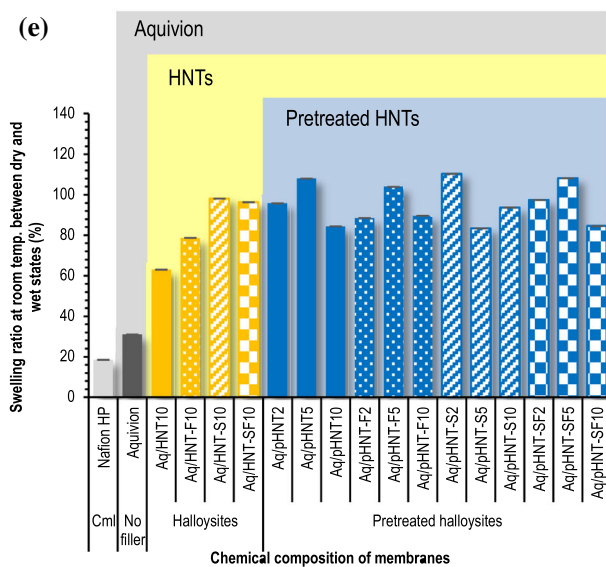 (e)
Aquivion
HNTs
Pretreated HNTs
Swelling ratio at room temp. between dry and
wet states (%)
140
120
100
80
60
40
20
0
Nafion HP
Aquivion
Aq/HNT10
Aq/HNT-F10
Aq/HNT-S10
Aq/HNT-SF10
Aq/pHNT2
Aq/pHNT5
Aq/pHNT10
Aq/pHNT-F2
Aq/pHNT-F5
Aq/pHNT-F10
Aq/pHNT-S2
Aq/pHNT-S5
Aq/pHNT-S10
Aq/pHNT-SF2
Aq/pHNT-SF5
Aq/pHNT-SF10
Cml
No
filler
Halloysites
Pretreated halloysites
Chemical composition of membranes